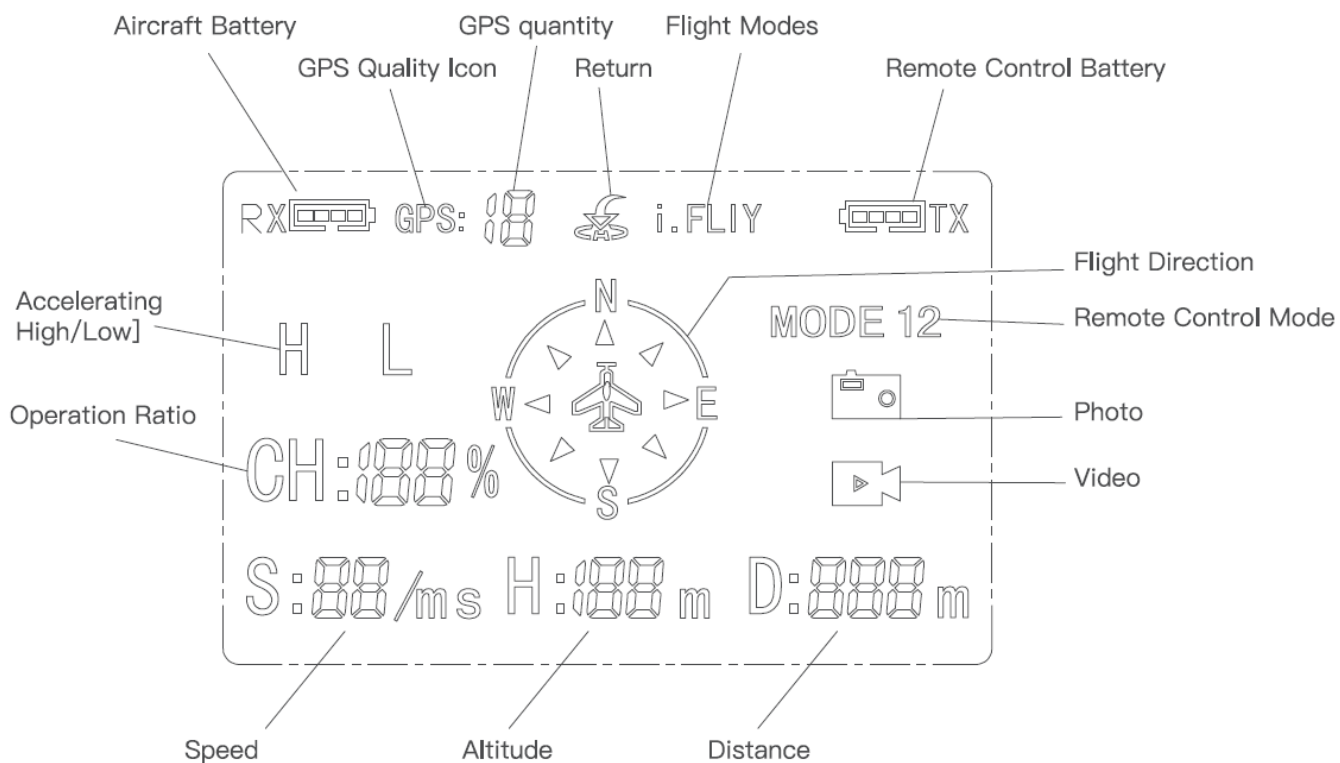 Aircraft Battery
GPS quantity
Flight Modes
GPS Quality Icon
Return
Remote Control Battery
RX GPS: 18 i.FLIY TX
Flight Direction
Accelerating
High/Low]
N
MODE 12
Remote Control Mode
H L
W E
Photo
Operation Ratio
CH:188%
Video
S
S:88/ms H:188m D:888m
Speed
Altitude
Distance